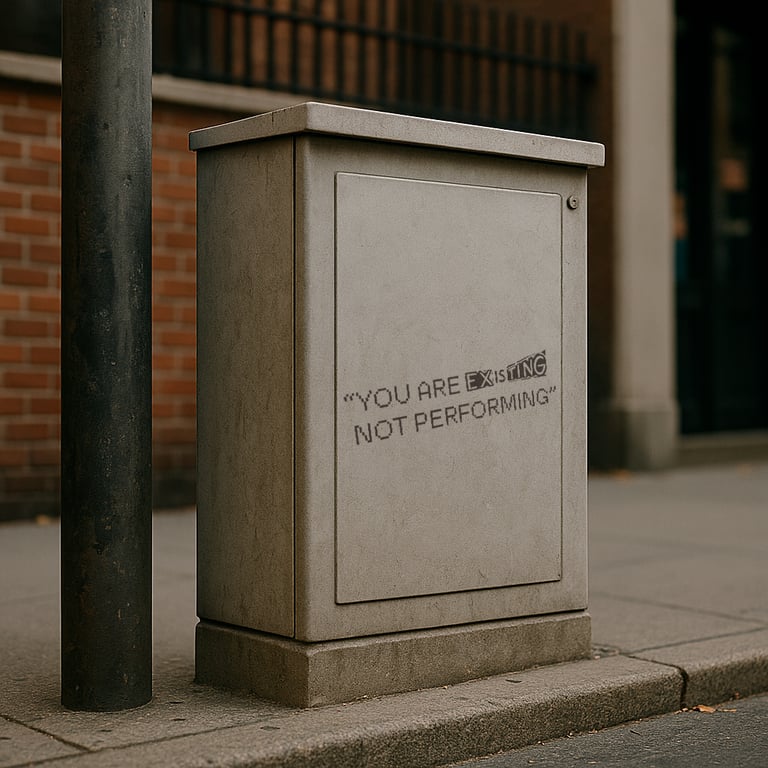 “YOU ARE EXisTING
NOT PERFORMING”